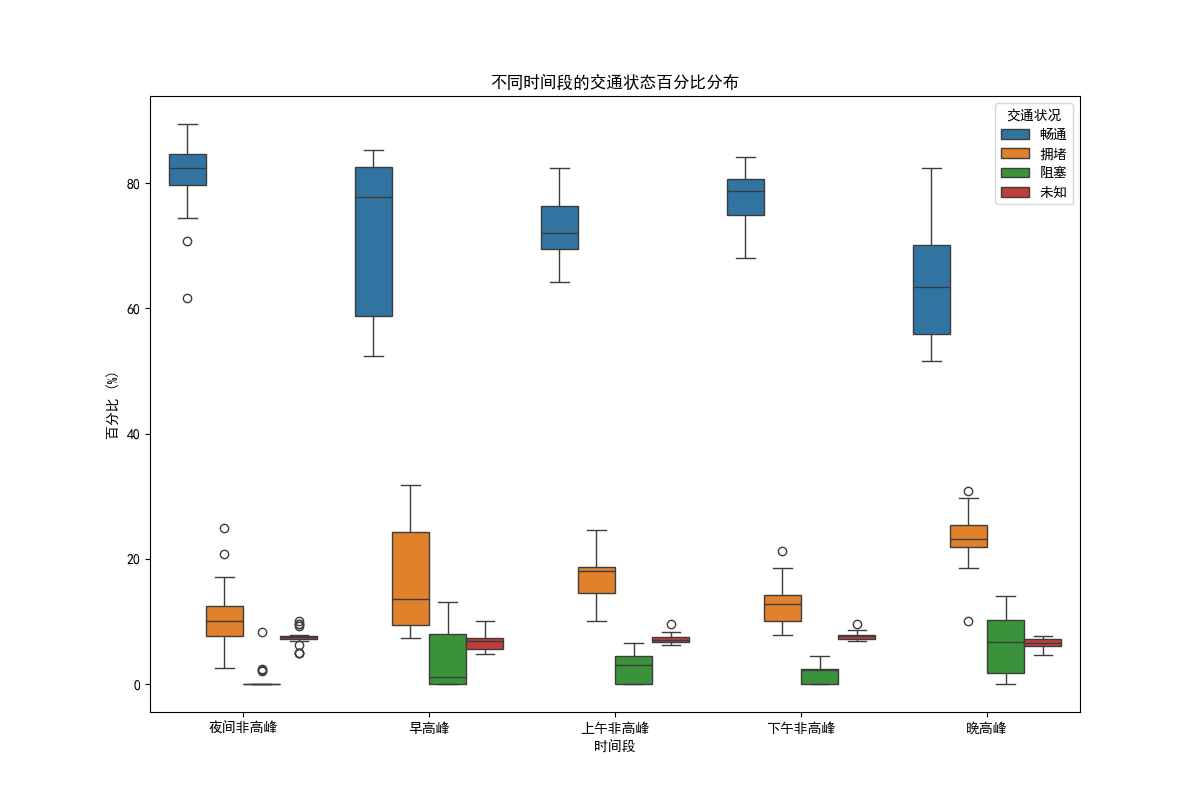 不同时间段的交通状态百分比分布
交通状况
畅通
拥堵
阻塞
未知
80
60
40
20
0
百分比 (%)
夜间非高峰
早高峰
上午非高峰
下午非高峰
晚高峰
时间段